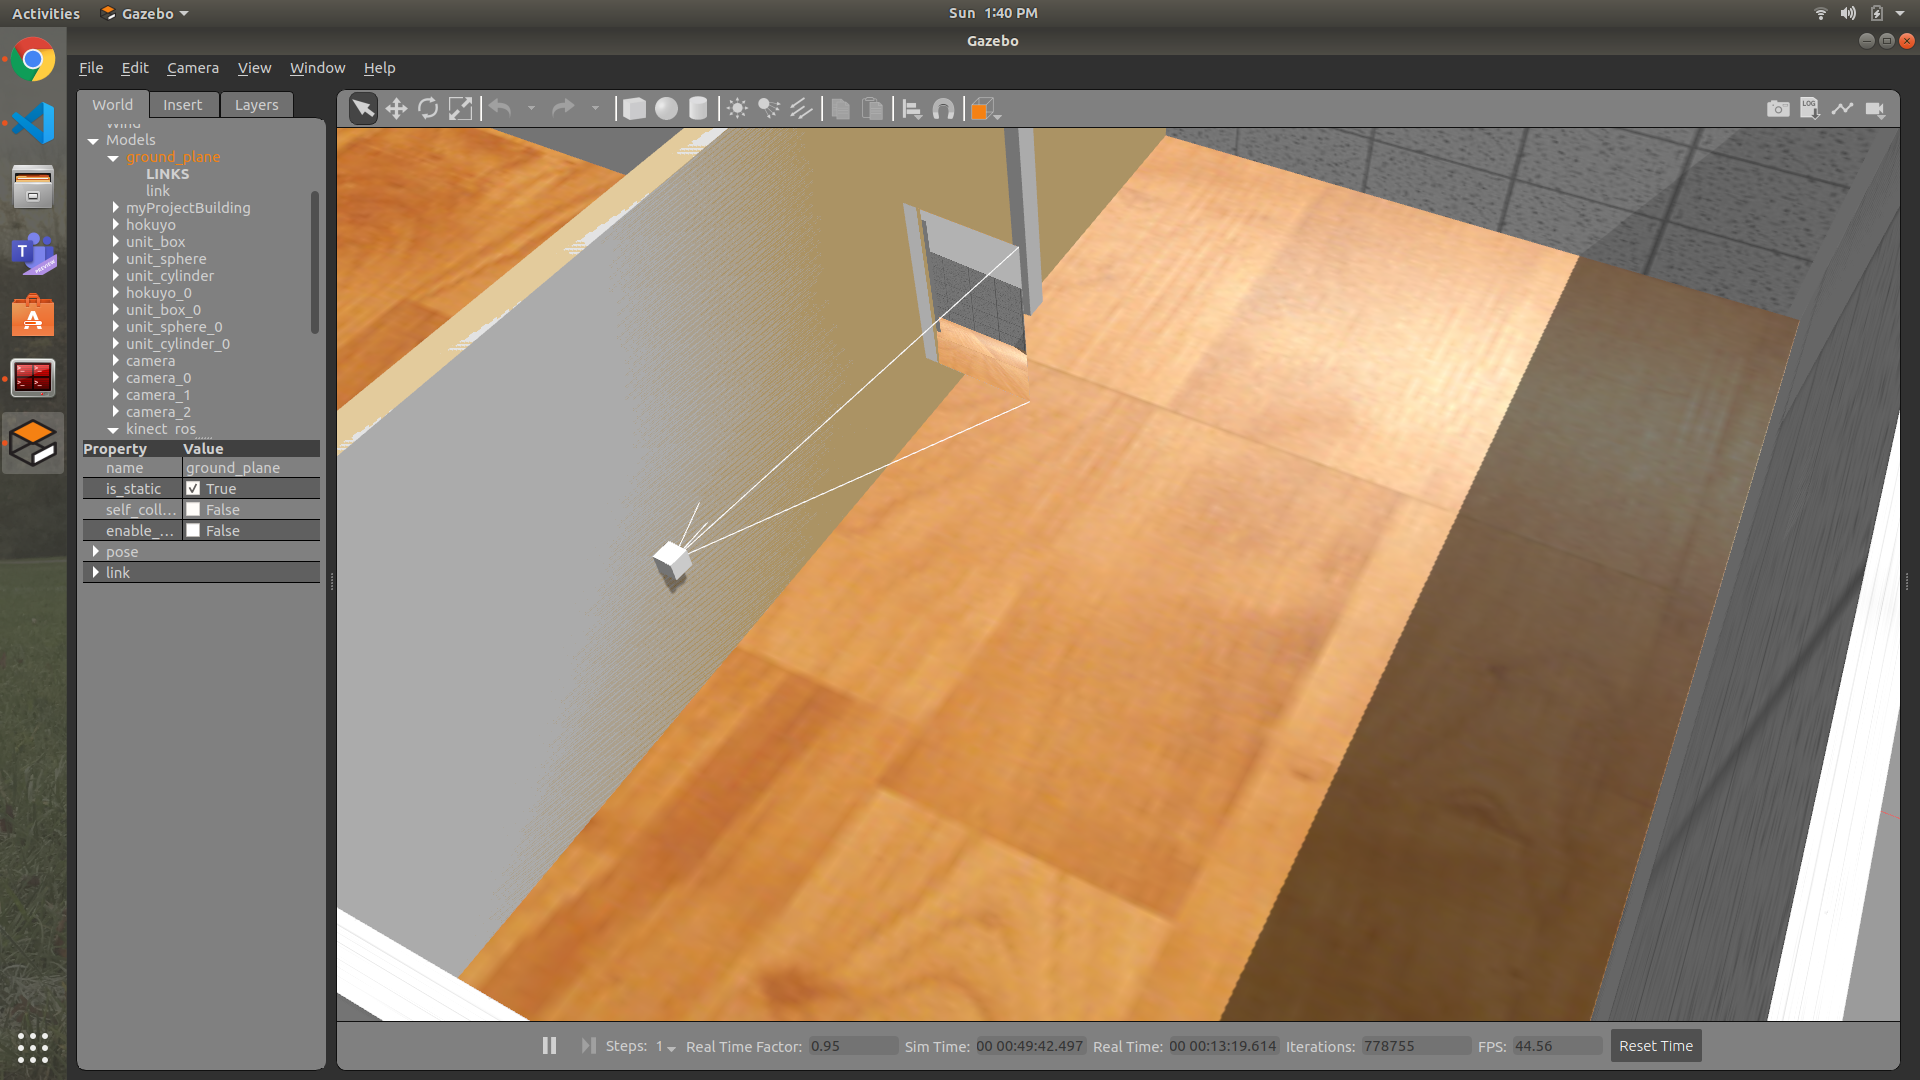 Activities Gazebo Sun 1:40 PM
Gazebo
File Edit Camera View Window Help
World Insert Layers
Wind
Models
ground_plane
LINKS
link
myProjectBuilding
hokuyo
unit_box
unit_sphere
unit_cylinder
hokuyo_0
unit_box_0
unit_sphere_0
unit_cylinder_0
camera
camera_0
camera_1
camera_2
kinect_ros
Property Value
name ground_plane
is_static True
self_coll... False
enable_... False
pose
link
LOG
T
PREVIEW
A
Steps: 1 Real Time Factor: 0.95 Sim Time: 00 00:49:42.497 Real Time: 00 00:13:19.614 Iterations: 778755 FPS: 44.56 Reset Time